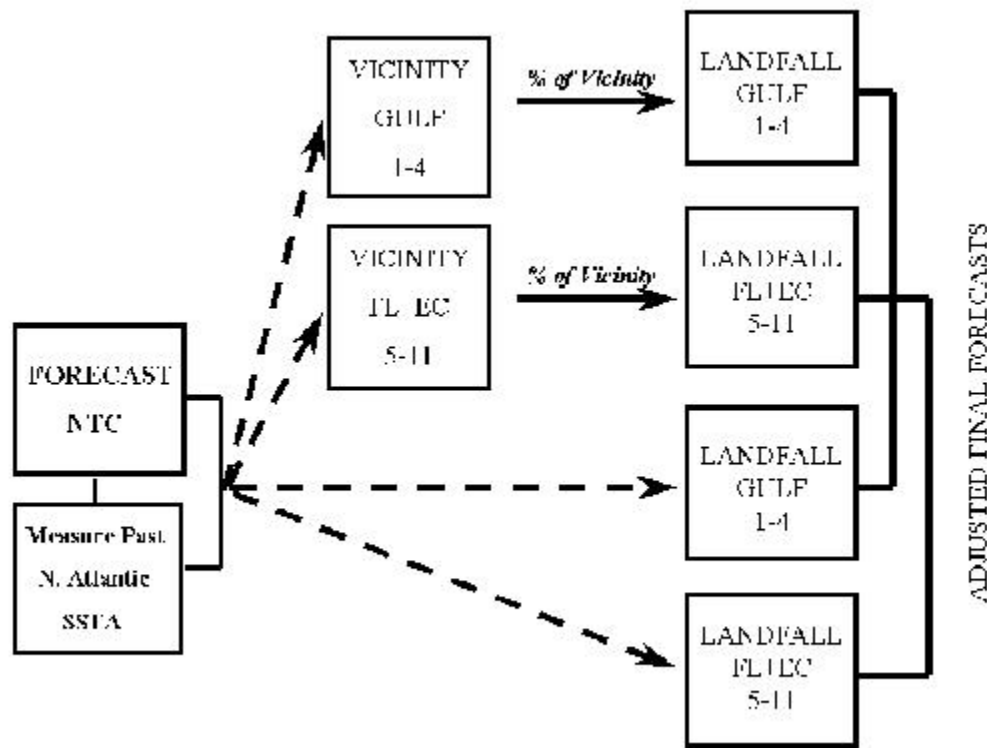 VICINITY
GULF
1-4
% of Vicinity
LANDFALL
GULF
1-4
VICINITY
FL+EC
5-11
% of Vicinity
LANDFALL
FL+EC
5-11
FORECAST
NTC
Measure Past
N. Atlantic
SSTA
LANDFALL
GULF
1-4
LANDFALL
FL+EC
5-11
ADJUSTED FINAL FORECASTS